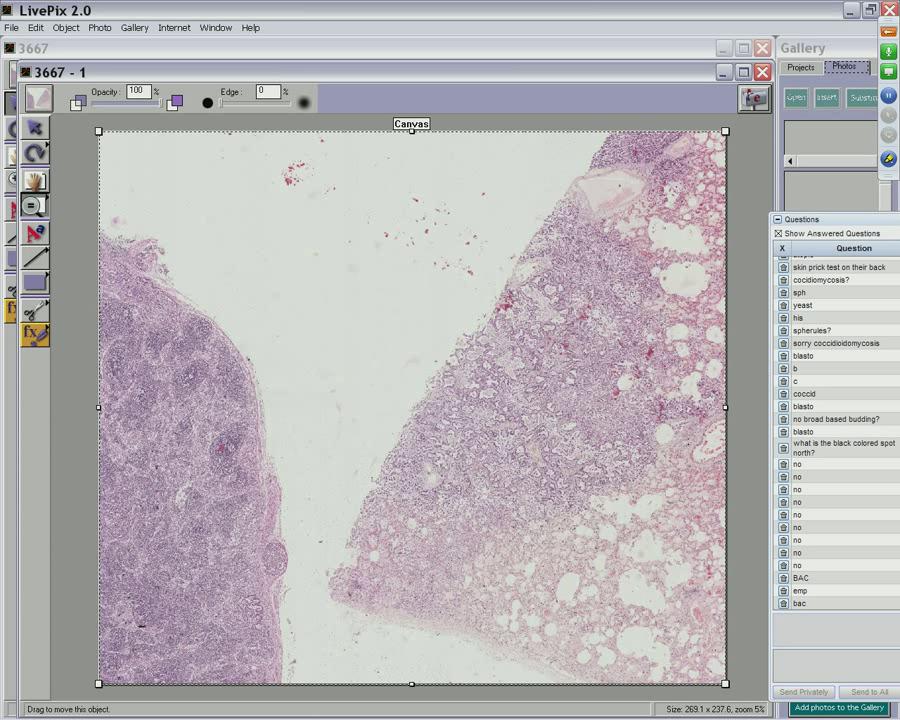 LivePix 2.0
File Edit Object Photo Gallery Internet Window Help
3667
Gallery
3667 - 1
Projects Photos
Opacity: 100 % Edge: 0 %
Open Insert
Canvas
Questions
Show Answered Questions
X Question
skin prick test on their back
cocidiomycosis?
sph
yeast
his
spherules?
sorry coccidioidomycosis
blasto
b
c
coccid
blasto
no broad based budding?
blasto
what is the black colored spot
north?
no
no
no
no
no
no
no
no
no
BAC
emp
bac
Send Privately Send to All
Drag to move this object. Size: 269.1 x 237.6, zoom 5% Add photos to the Gallery